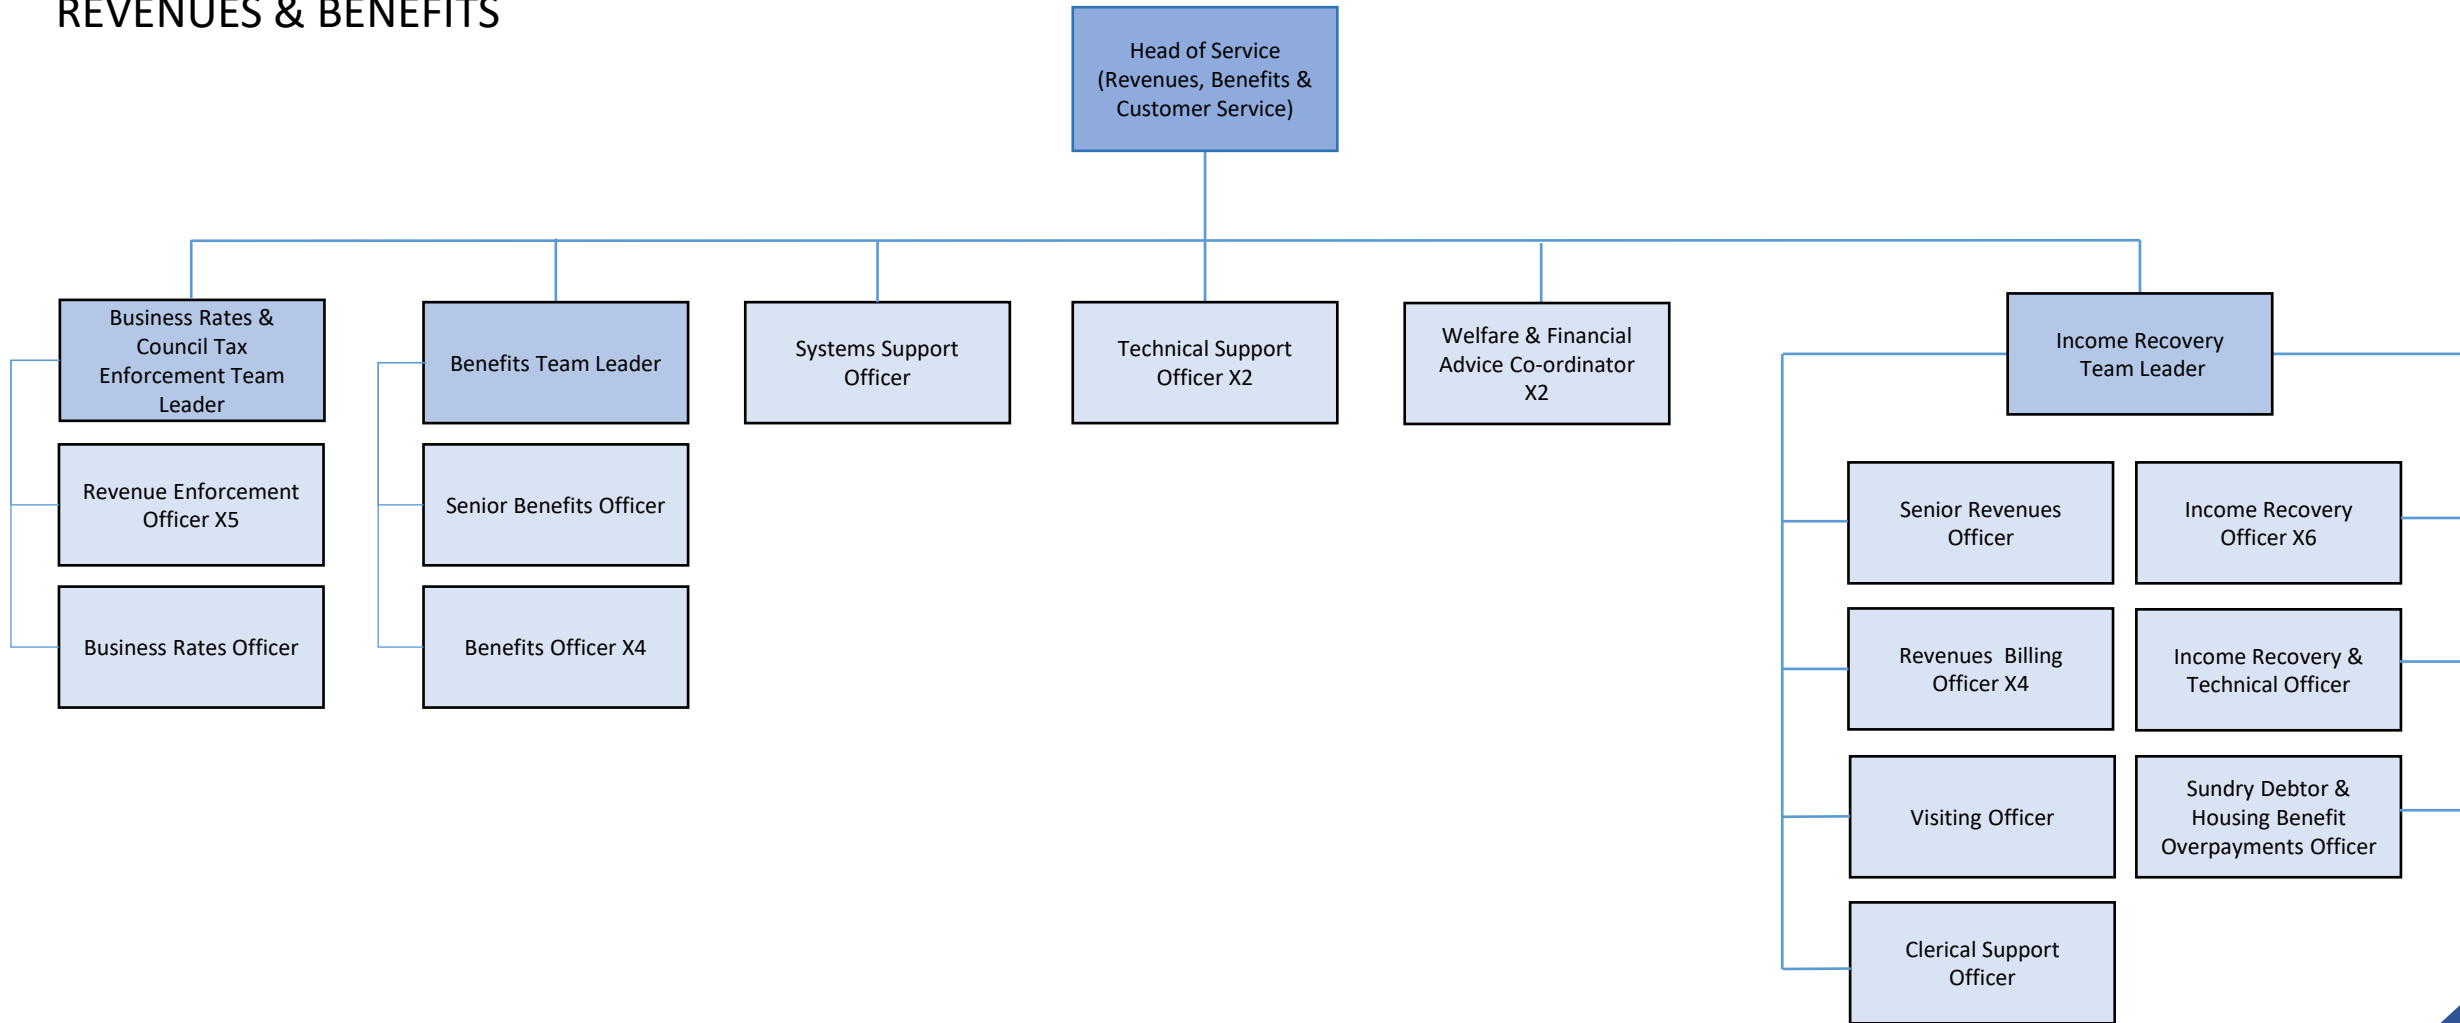 REVENUES & BENEFITS
Head of Service
(Revenues, Benefits &
Customer Service)
Business Rates &
Council Tax
Enforcement Team
Leader
Benefits Team Leader
Systems Support
Officer
Technical Support
Officer X2
Welfare & Financial
Advice Co-ordinator
X2
Income Recovery
Team Leader
Revenue Enforcement
Officer X5
Business Rates Officer
Senior Benefits Officer
Benefits Officer X4
Senior Revenues
Officer
Revenues  Billing
Officer X4
Visiting Officer
Clerical Support
Officer
Income Recovery
Officer X6
Income Recovery &
Technical Officer
Sundry Debtor &
Housing Benefit
Overpayments Officer